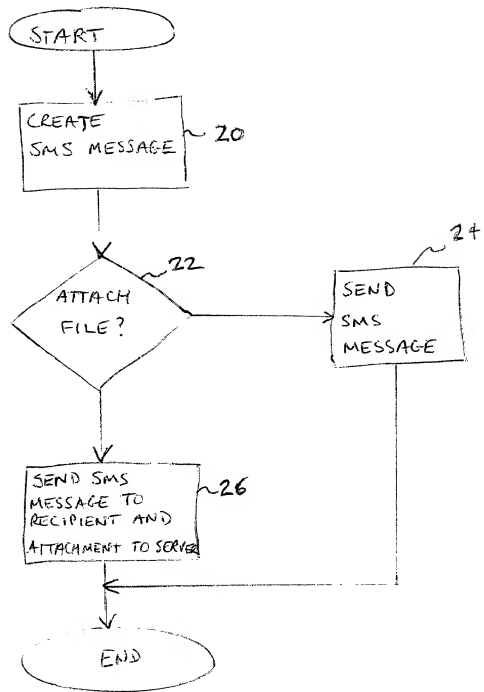 START
CREATE
SMS MESSAGE
20
22
ATTACH
FILE?
24
SEND
SMS
MESSAGE
26
SEND SMS
MESSAGE TO
RECIPIENT AND
ATTACHMENT TO SERVER
END